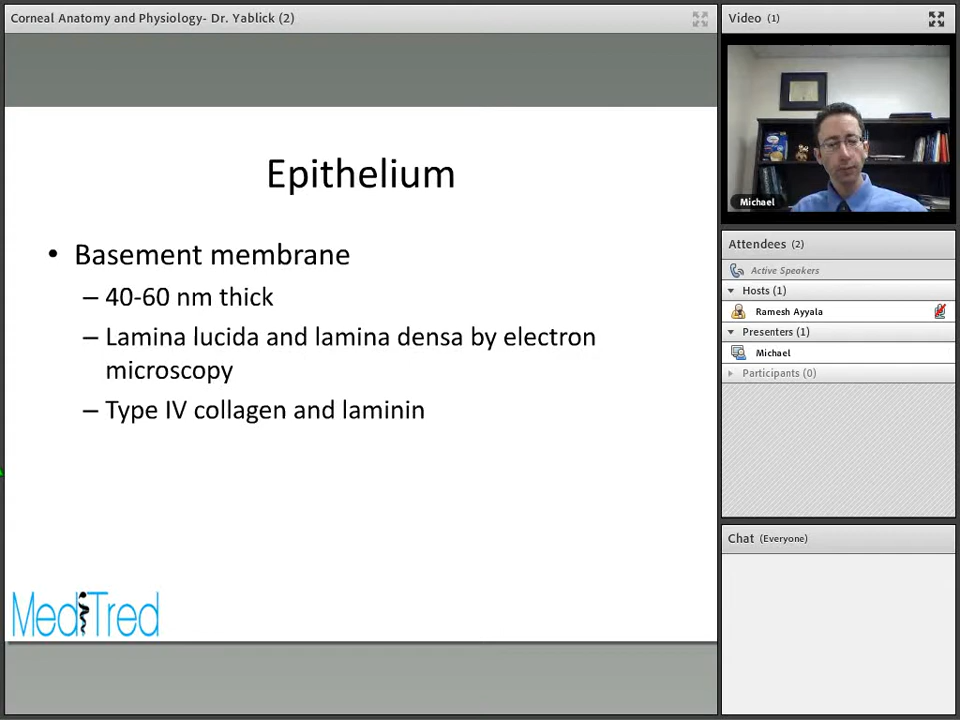 Corneal Anatomy and Physiology- Dr. Yablick (2)
Epithelium
• Basement membrane
– 40-60 nm thick
– Lamina lucida and lamina densa by electron
microscopy
– Type IV collagen and laminin
MediTred
Video (1)
Michael
Attendees (2)
Active Speakers
Hosts (1)
Ramesh Ayyala
Presenters (1)
Michael
Participants (0)
Chat (Everyone)